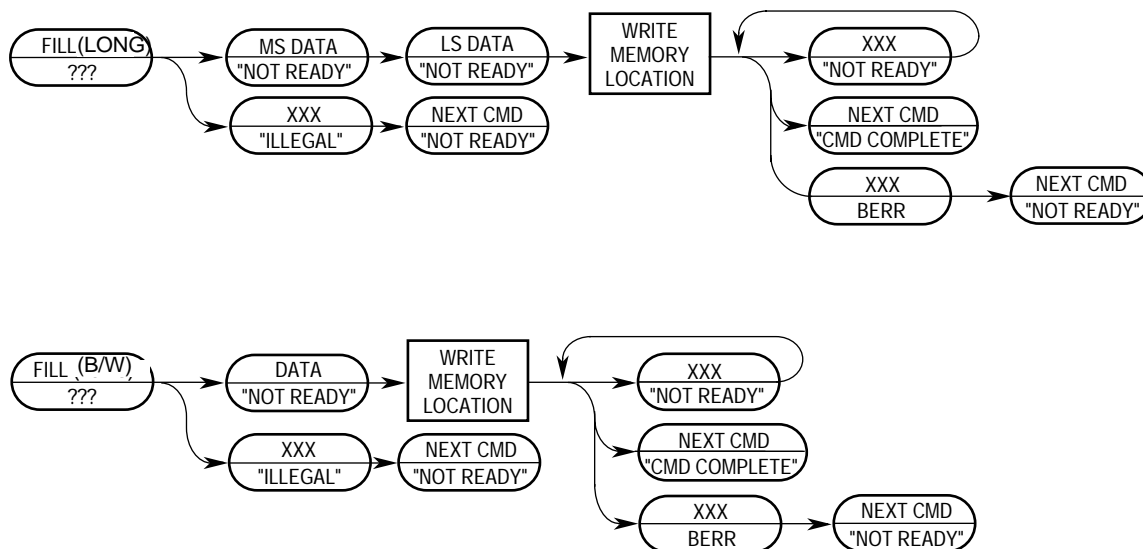 FILL(LONG)
???
MS DATA
"NOT READY"
LS DATA
"NOT READY"
WRITE
MEMORY
LOCATION
XXX
"NOT READY"
XXX
"ILLEGAL"
NEXT CMD
"NOT READY"
NEXT CMD
"CMD COMPLETE"
XXX
BERR
NEXT CMD
"NOT READY"
FILL (B/W)
???
DATA
"NOT READY"
WRITE
MEMORY
LOCATION
XXX
"NOT READY"
XXX
"ILLEGAL"
NEXT CMD
"NOT READY"
NEXT CMD
"CMD COMPLETE"
XXX
BERR
NEXT CMD
"NOT READY"